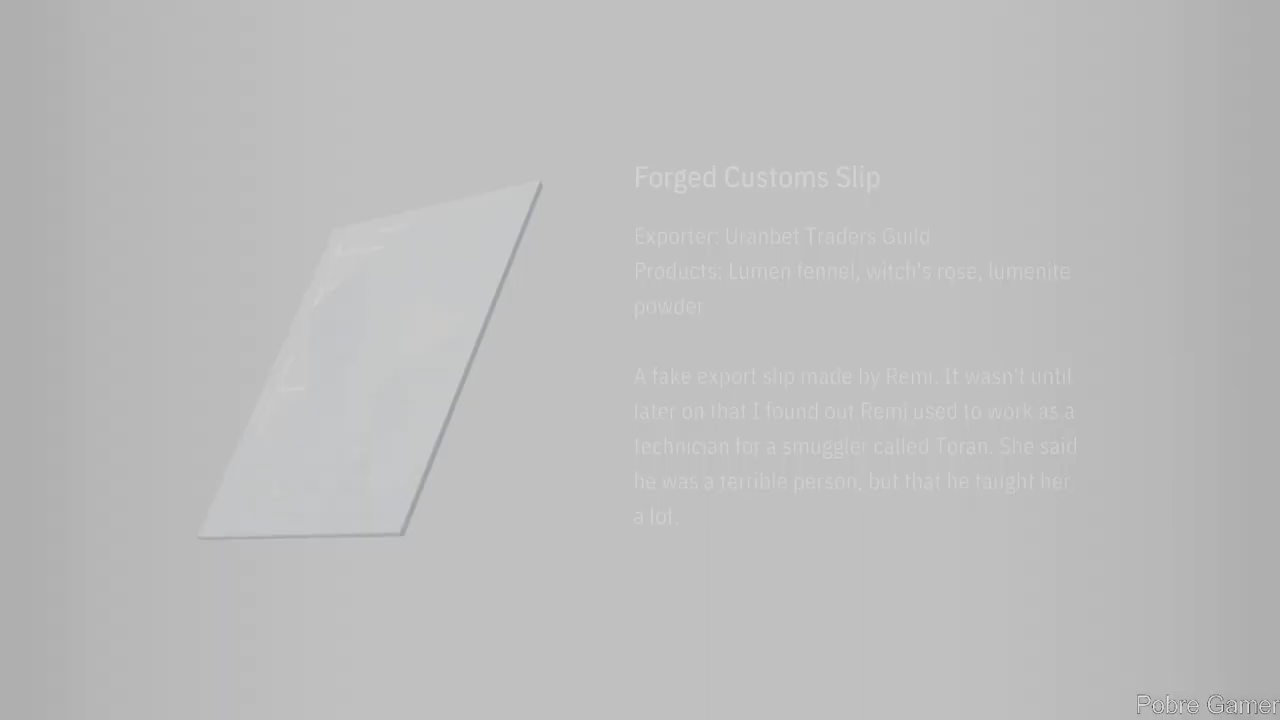 Forged Customs Slip
Exporter: Uranbet Traders Guild
Products: Lumen fennel, witch's rose, lumenite
powder
A fake export slip made by Remi. It wasn't until
later on that I found out Remi used to work as a
technician for a smuggler called Toran. She said
he was a terrible person, but that he taught her
a lot.
Pobre Gamer